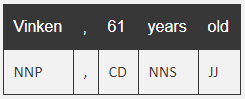 Vinken , 61 years old
NNP , CD NNS JJ